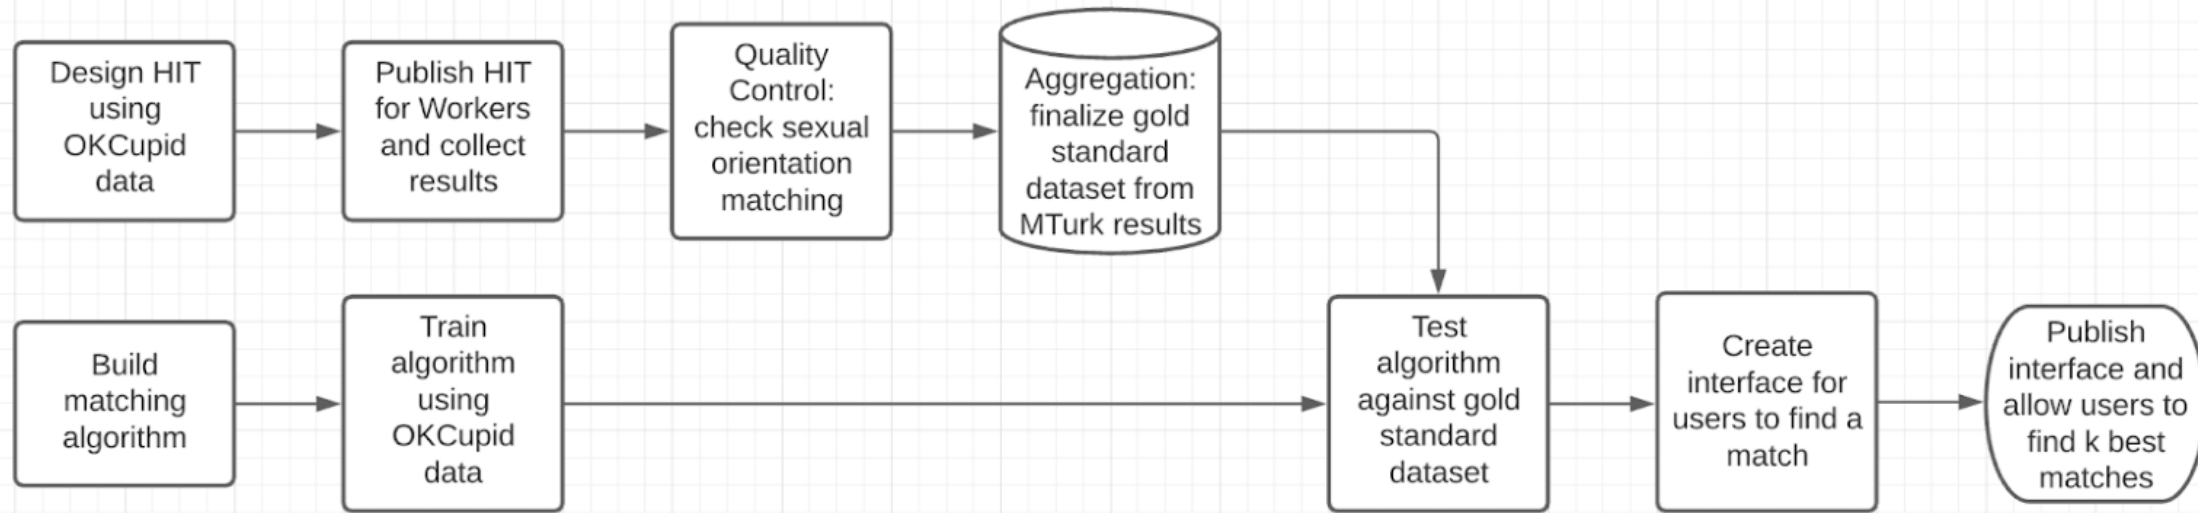 Design HIT
using
OKCupid
data
Publish HIT
for Workers
and collect
results
Quality
Control:
check sexual
orientation
matching
Aggregation:
finalize gold
standard
dataset from
MTurk results
Build
matching
algorithm
Train
algorithm
using
OKCupid
data
Test
algorithm
against gold
standard
dataset
Create
interface for
users to find a
match
Publish
interface and
allow users to
find k best
matches